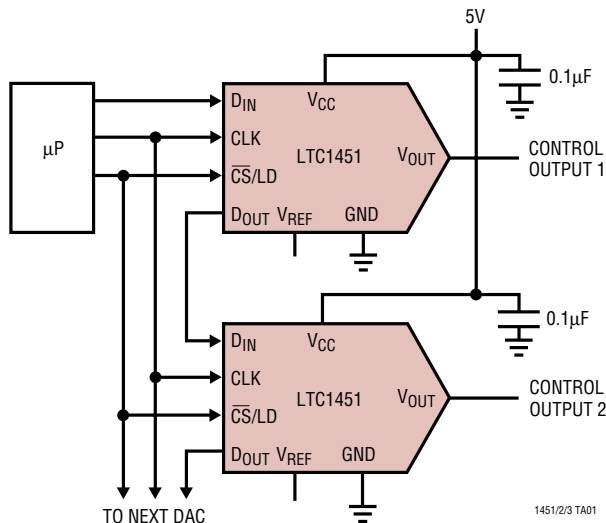 5V
0.1µF
µP
DIN
VCC
CLK
LTC1451
CS/LD
VOUT
CONTROL
OUTPUT 1
DOUT
VREF
GND
0.1µF
DIN
VCC
CLK
LTC1451
CS/LD
VOUT
CONTROL
OUTPUT 2
DOUT
VREF
GND
TO NEXT DAC
1451/2/3 TA01